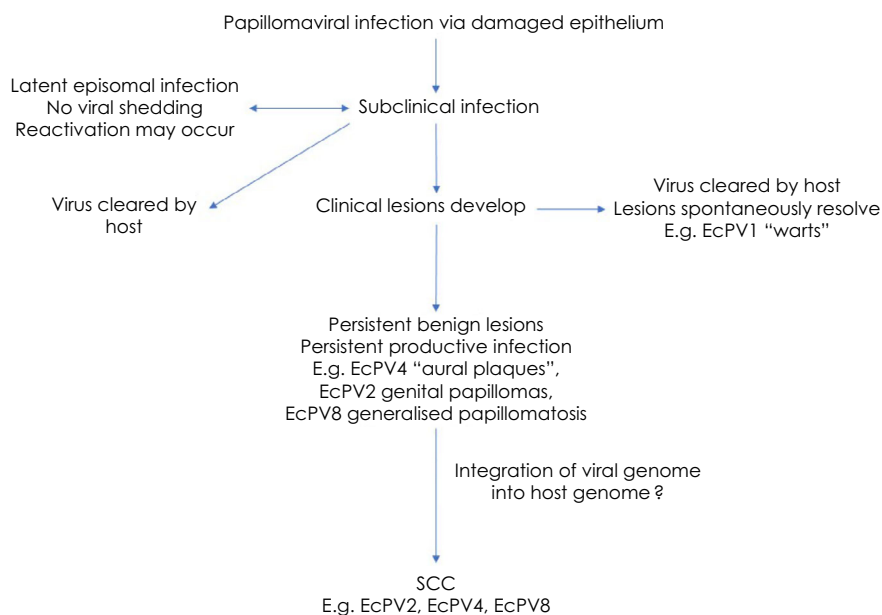 Papillomaviral infection via damaged epithelium
Latent episomal infection
No viral shedding
Reactivation may occur
Subclinical infection
Virus cleared by
host
Clinical lesions develop
Virus cleared by host
Lesions spontaneously resolve
E.g. EcPV1 “warts”
Persistent benign lesions
Persistent productive infection
E.g. EcPV4 “aural plaques”,
EcPV2 genital papillomas,
EcPV8 generalised papillomatosis
Integration of viral genome
into host genome?
SCC
E.g. EcPV2, EcPV4, EcPV8